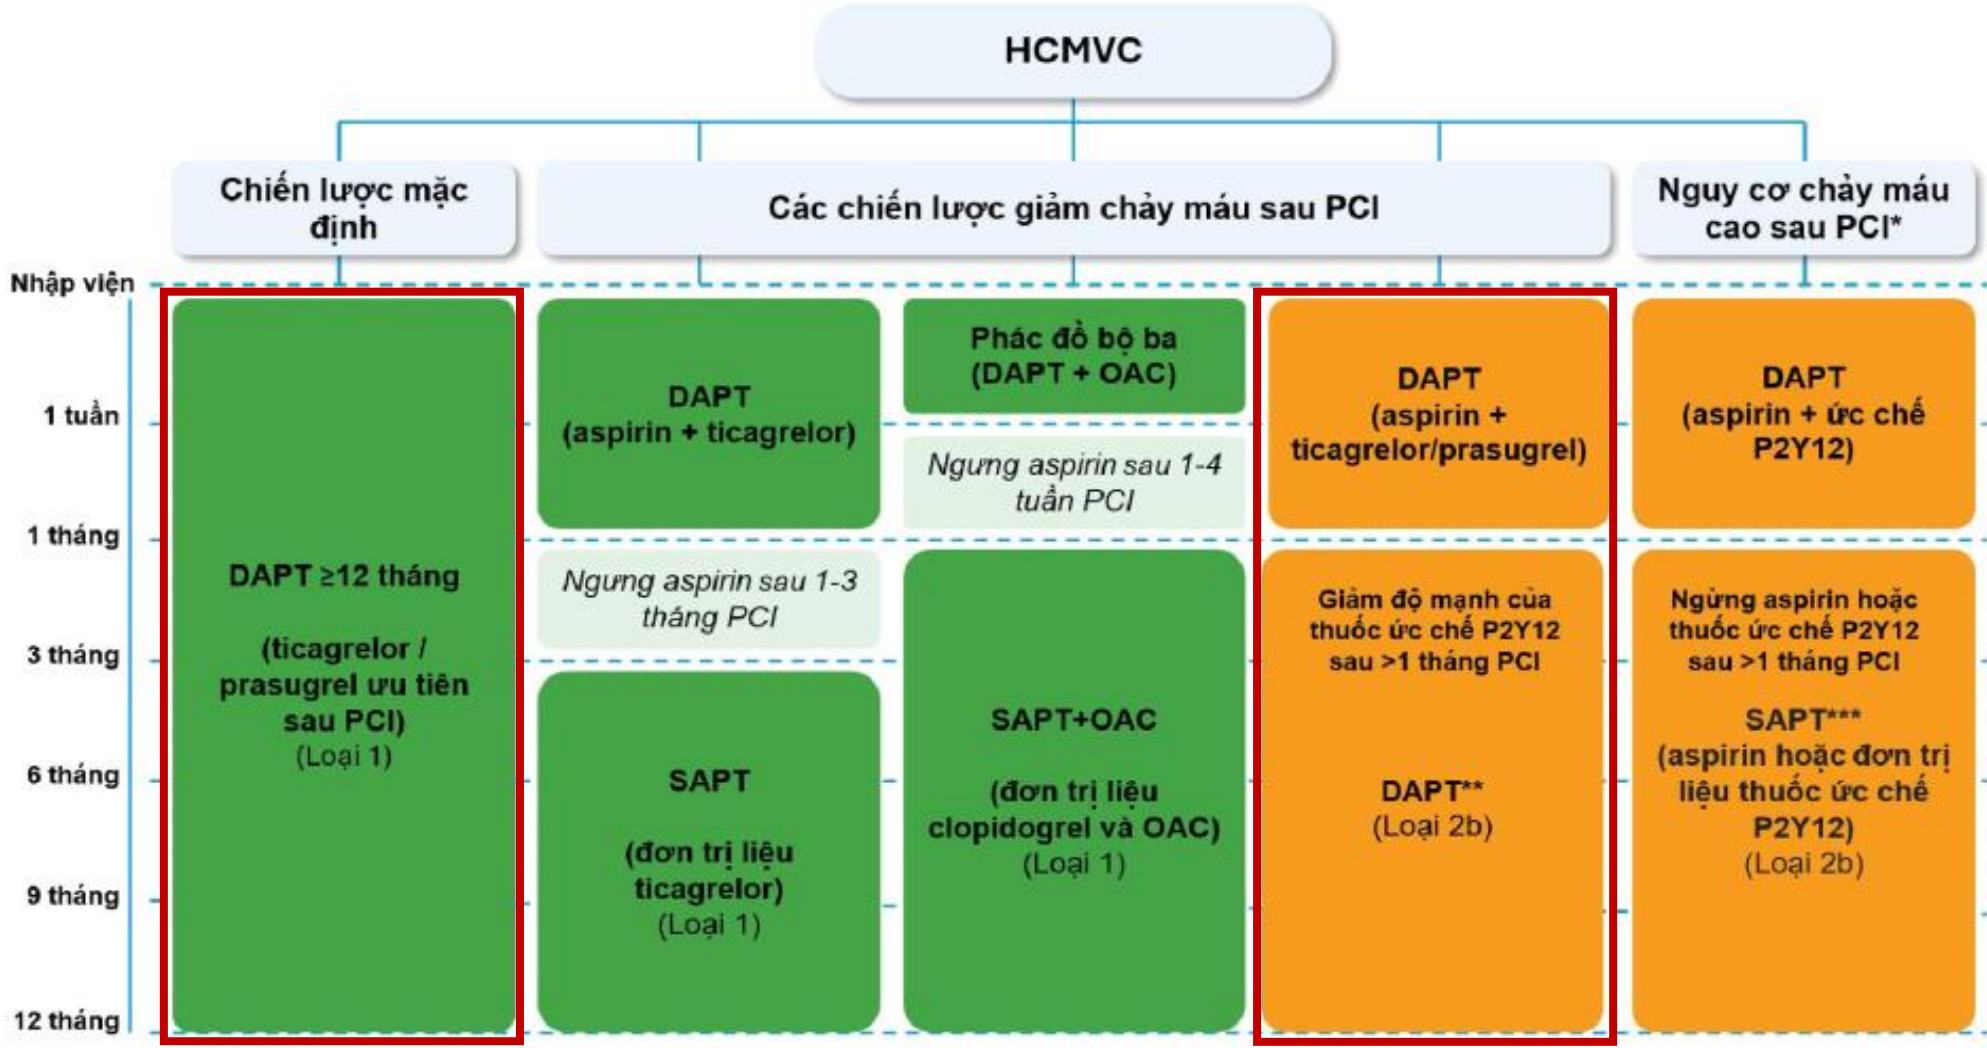 HCMVC
Chiến lược mặc
định
Các chiến lược giảm chảy máu sau PCI
Nguy cơ chảy máu
cao sau PCI*
Nhập viện
1 tuần
1 tháng
3 tháng
6 tháng
9 tháng
12 tháng
DAPT ≥12 tháng
(ticagrelor /
prasugrel ưu tiên
sau PCI)
(Loại 1)
DAPT
(aspirin + ticagrelor)
Ngưng aspirin sau 1-3
tháng PCI
SAPT
(đơn trị liệu
ticagrelor)
(Loại 1)
Phác đồ bộ ba
(DAPT + OAC)
Ngưng aspirin sau 1-4
tuần PCI
SAPT+OAC
(đơn trị liệu
clopidogrel và OAC)
(Loại 1)
DAPT
(aspirin +
ticagrelor/prasugrel)
Giảm độ mạnh của
thuốc ức chế P2Y12
sau >1 tháng PCI
DAPT**
(Loại 2b)
DAPT
(aspirin + ức chế
P2Y12)
Ngừng aspirin hoặc
thuốc ức chế P2Y12
sau >1 tháng PCI
SAPT***
(aspirin hoặc đơn trị
liệu thuốc ức chế
P2Y12)
(Loại 2b)